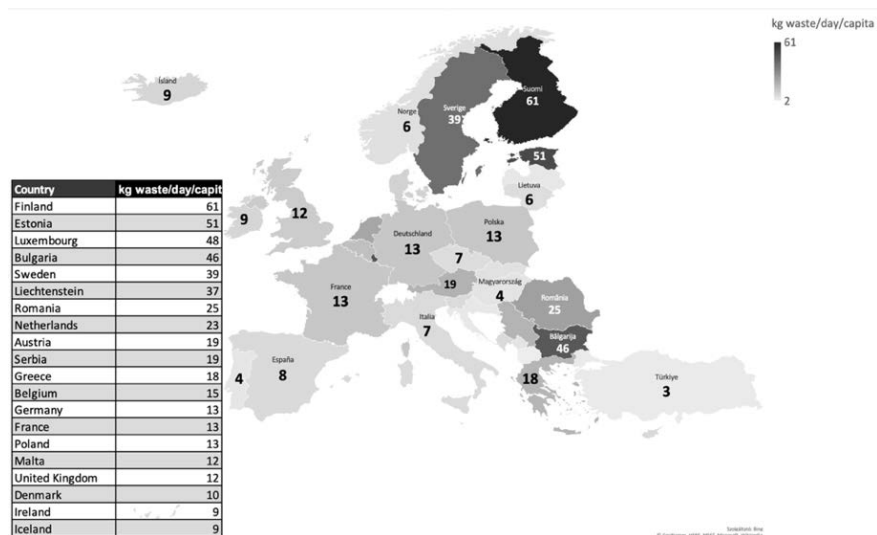 kg waste/day/capita
61
2
Ísland
9
Suomi
61
Sverige
39
Norge
6
51
Lietuva
6
Country kg waste/day/capit
Finland 61
Estonia 51
Luxembourg 48
Bulgaria 46
Sweden 39
Liechtenstein 37
Romania 25
Netherlands 23
Austria 19
Serbia 19
Greece 18
Belgium 15
Germany 13
France 13
Poland 13
Malta 12
United Kingdom 12
Denmark 10
Ireland 9
Iceland 9
9
12
Deutschland
13
Polska
13
7
France
13
19
Magyarország
4
România
25
Italia
7
Bălgarija
46
4
España
8
18
Türkiye
3